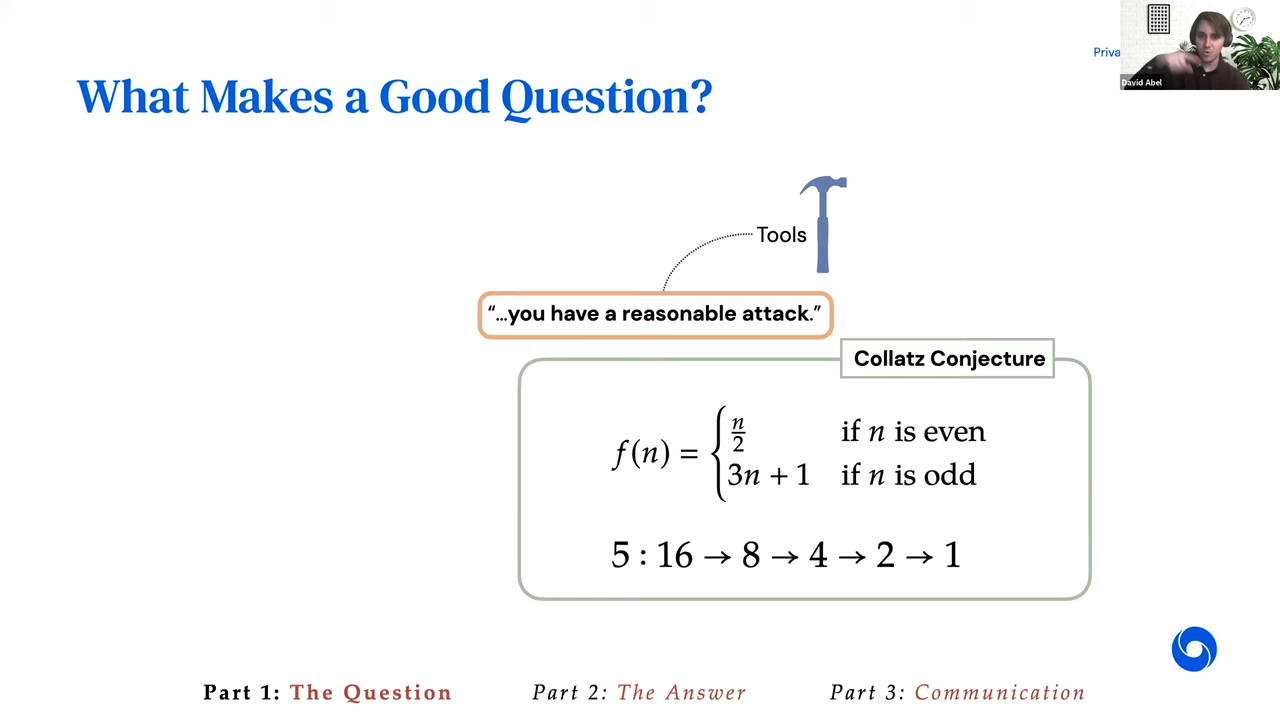 Priva
David Abel
What Makes a Good Question?
Tools
“…you have a reasonable attack.”
Collatz Conjecture
f(n) = { n/2 if n is even
3n + 1 if n is odd
5 : 16 → 8 → 4 → 2 → 1
Part 1: The Question Part 2: The Answer Part 3: Communication